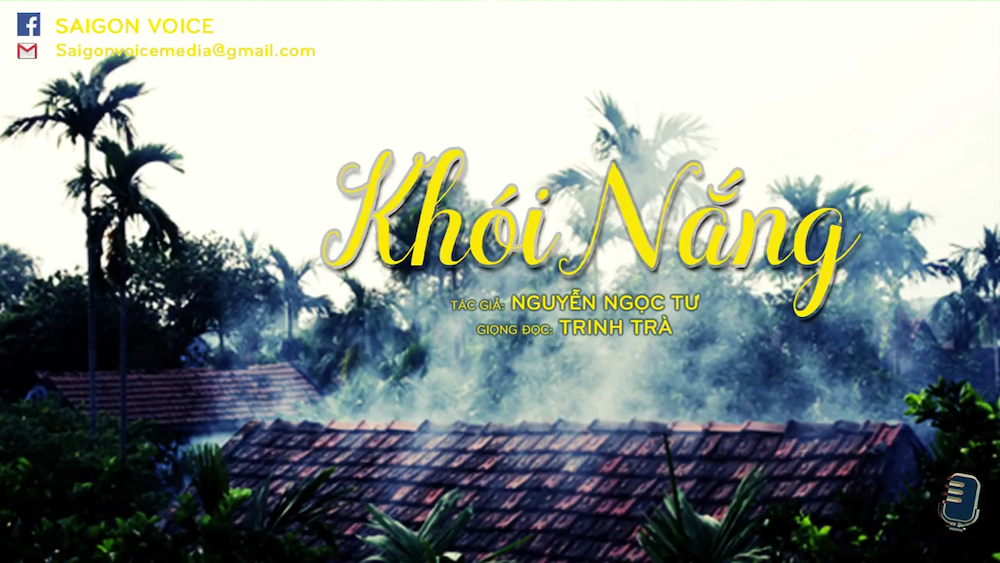 SAIGON VOICE
Saigonvoicemedia@gmail.com
Khói Nắng
TÁC GIẢ: NGUYỄN NGỌC TƯ
GIỌNG ĐỌC: TRINH TRÀ